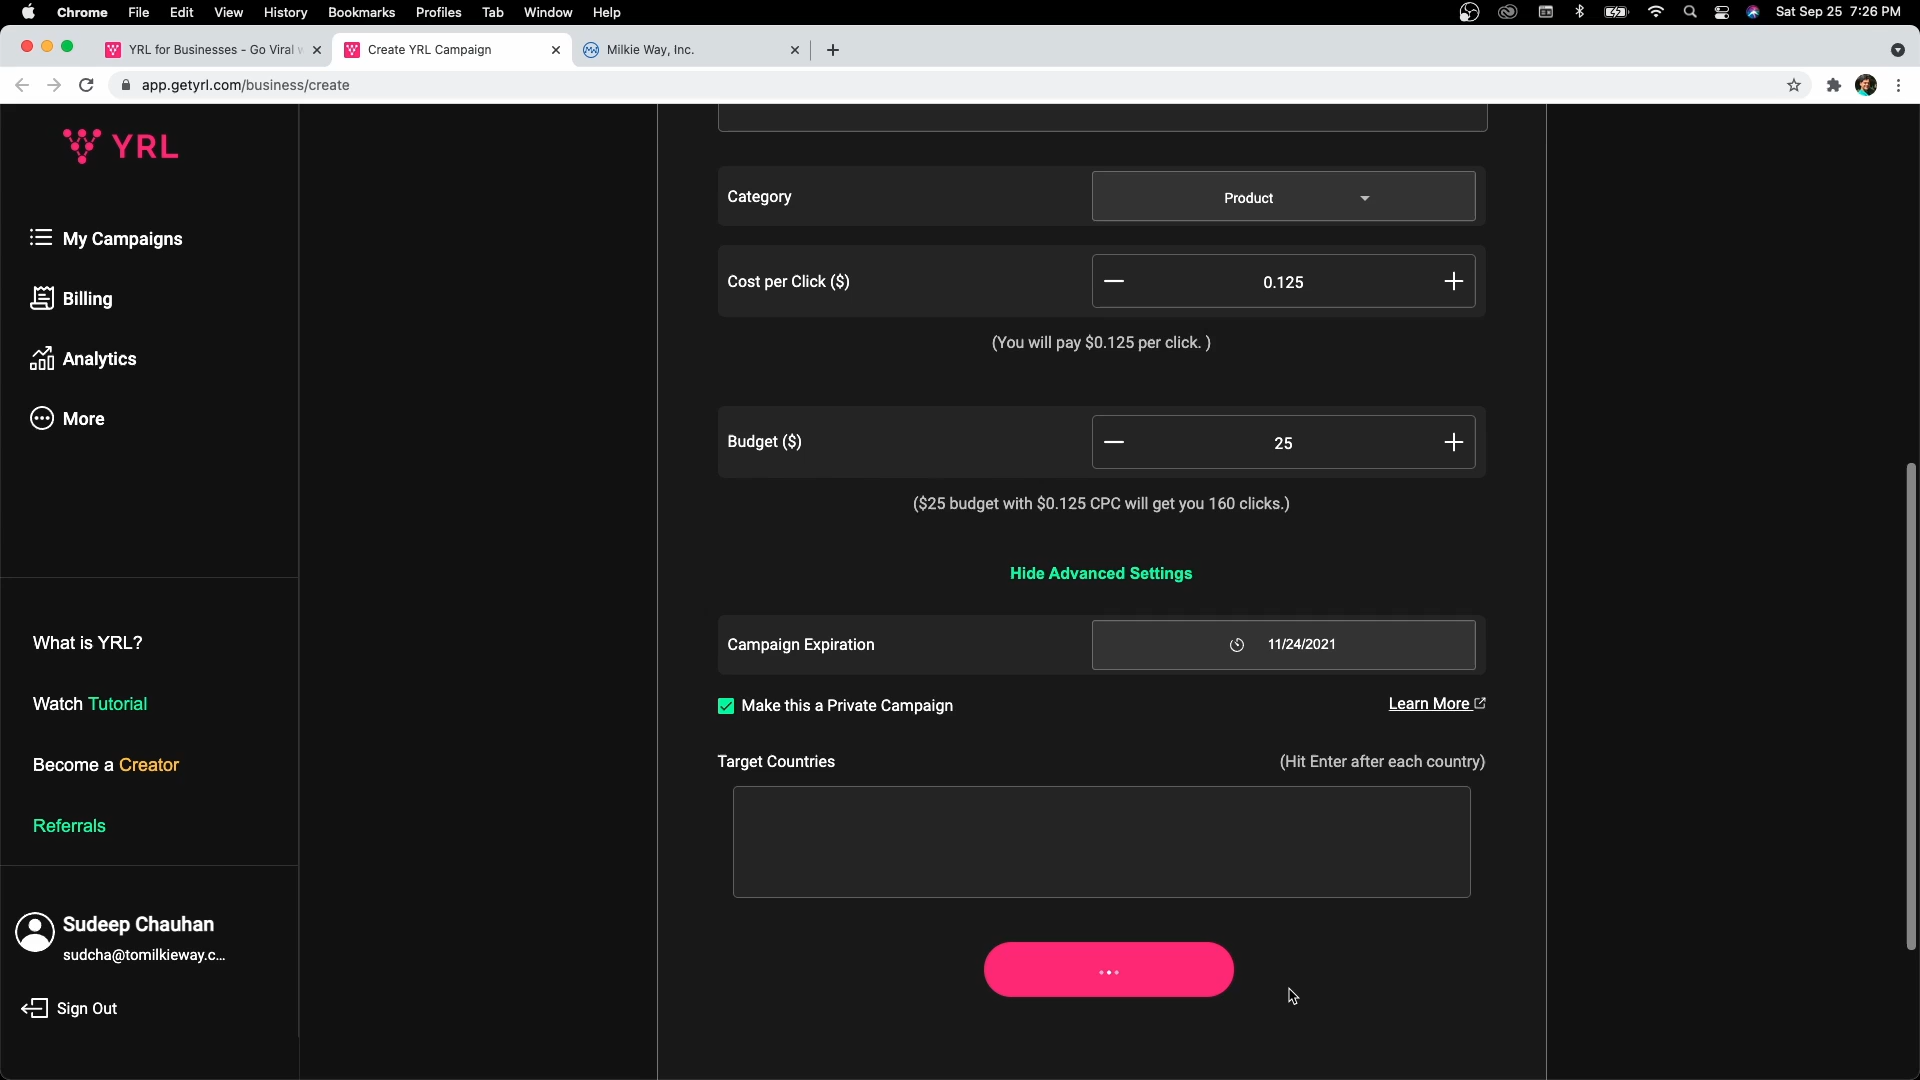 Chrome File Edit View History Bookmarks Profiles Tab Window Help Sat Sep 25 7:26 PM
YRL for Businesses - Go Viral w Create YRL Campaign Milkie Way, Inc.
app.getyrl.com/business/create
YRL
My Campaigns
Billing
Analytics
More
What is YRL?
Watch Tutorial
Become a Creator
Referrals
Sudeep Chauhan
sudcha@tomilkieway.c...
Sign Out
Category Product
Cost per Click ($) 0.125
(You will pay $0.125 per click. )
Budget ($) 25
($25 budget with $0.125 CPC will get you 160 clicks.)
Hide Advanced Settings
Campaign Expiration 11/24/2021
Make this a Private Campaign Learn More
Target Countries (Hit Enter after each country)
...